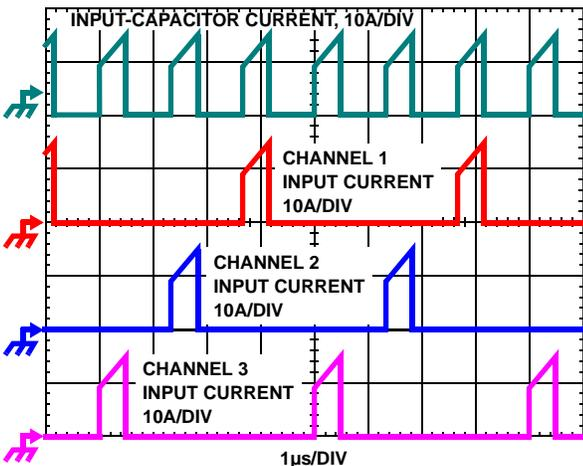 INPUT-CAPACITOR CURRENT, 10A/DIV
CHANNEL 1
INPUT CURRENT
10A/DIV
CHANNEL 2
INPUT CURRENT
10A/DIV
CHANNEL 3
INPUT CURRENT
10A/DIV
1µs/DIV